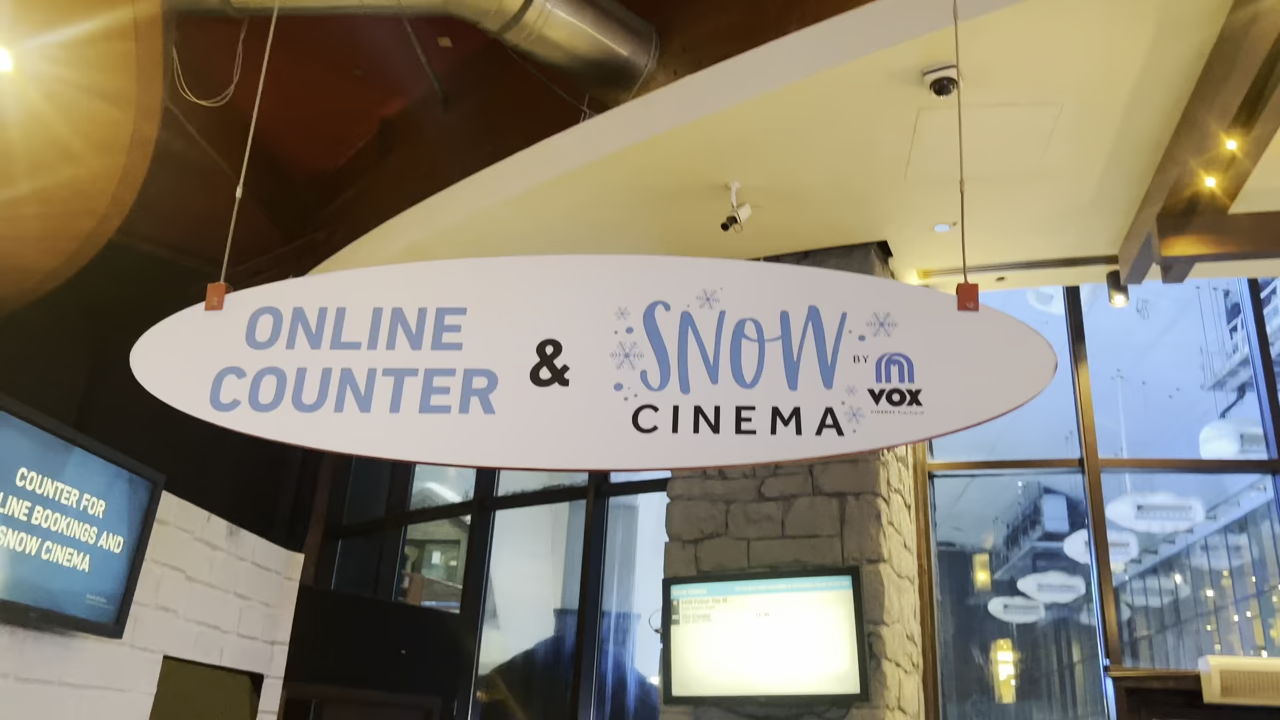 ONLINE
COUNTER
&
SNOW
CINEMA
BY
VOX
COUNTER FOR
LINE BOOKINGS AND
SNOW CINEMA